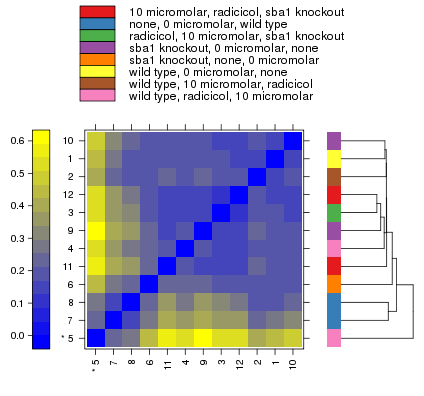 10 micromolar, radicicol, sba1 knockout
none, 0 micromolar, wild type
radicicol, 10 micromolar, sba1 knockout
sba1 knockout, 0 micromolar, none
sba1 knockout, none, 0 micromolar
wild type, 0 micromolar, none
wild type, 10 micromolar, radicicol
wild type, radicicol, 10 micromolar
0.6
0.5
0.4
0.3
0.2
0.1
0.0
10
1
2
12
3
9
4
11
6
8
7
* 5
* 5 7 8 6 11 4 9 3 12 2 1 10